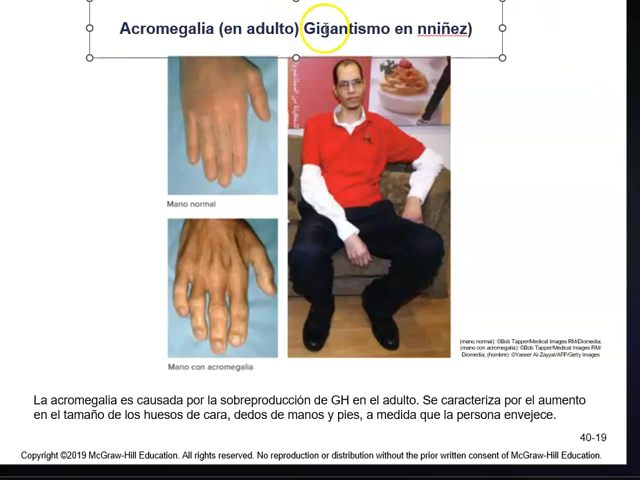 Acromegalia (en adulto) Gigantismo en nniñez)
Mano normal
Mano con acromegalia
(mano normal): ©Bob Tapper/Medical Images RM/Diomedia;
(mano con acromegalia): ©Bob Tapper/Medical Images RM/
Diomedia; (hombre): ©Yasser Al-Zayyat/AFP/Getty Images
La acromegalia es causada por la sobreproducción de GH en el adulto. Se caracteriza por el aumento
en el tamaño de los huesos de cara, dedos de manos y pies, a medida que la persona envejece.
40-19
Copyright ©2019 McGraw-Hill Education. All rights reserved. No reproduction or distribution without the prior written consent of McGraw-Hill Education.